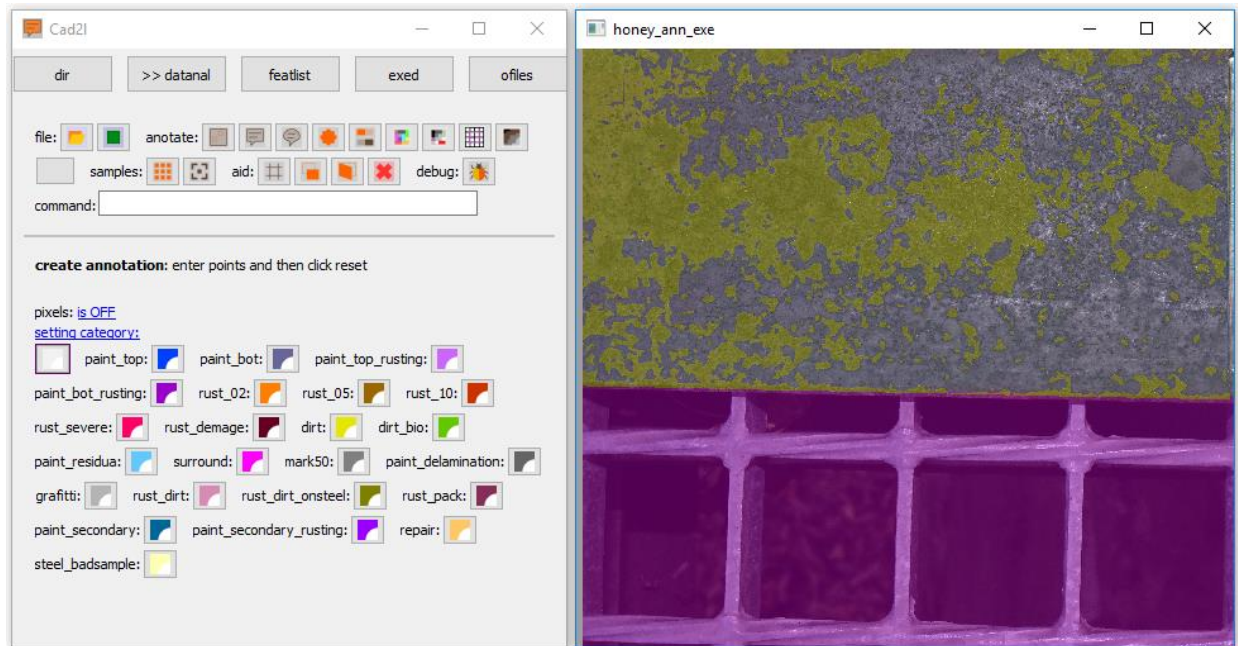 Cad2I
honey_ann_exe
dir >> datanal featlist exed ofiles
file: anotate:
samples: aid: debug:
command:
create annotation: enter points and then click reset
pixels: is OFF
setting category:
paint_top: paint_bot: paint_top_rusting:
paint_bot_rusting: rust_02: rust_05: rust_10:
rust_severe: rust_demage: dirt: dirt_bio:
paint_residua: surround: mark50: paint_delamination:
grafitti: rust_dirt: rust_dirt_onsteel: rust_pack:
paint_secondary: paint_secondary_rusting: repair:
steel_badsample: